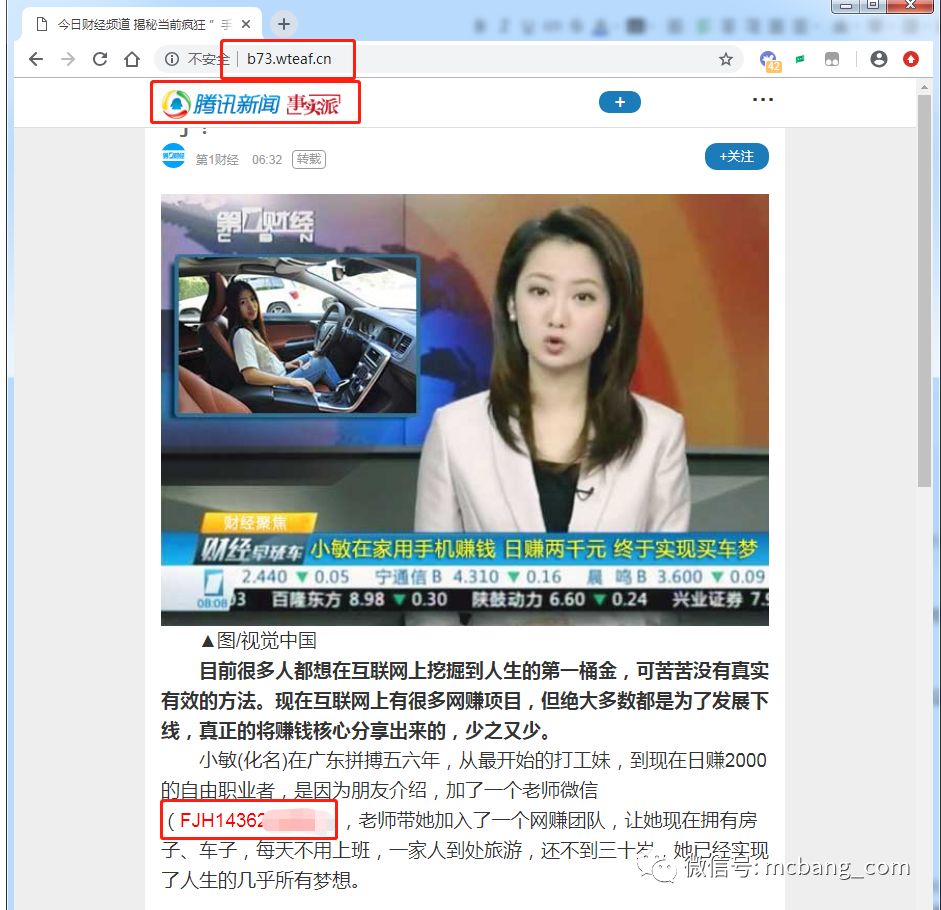 今日财经频道 揭秘当前疯狂 “ 手
不安全 | b73.wteaf.cn
42
腾讯新闻 事实派
第1财经 06:32 转载
+关注
第1财经
CBN
财经聚焦
财经早班车 小敏在家用手机赚钱 日赚两千元 终于实现买车梦
2.440 ▼ 0.05 宁通信B 4.310 ▼ 0.16 晨 鸣B 3.600 ▼ 0.09
08:08 03 百隆东方 8.98 ▼ 0.30 陕鼓动力 6.60 ▼ 0.24 兴业证券 7.9
▲图/视觉中国
目前很多人都想在互联网上挖掘到人生的第一桶金，可苦苦没有真实
有效的方法。现在互联网上有很多网赚项目，但绝大多数都是为了发展下
线，真正的将赚钱核心分享出来的，少之又少。
小敏(化名)在广东拼搏五六年，从最开始的打工妹，到现在日赚2000
的自由职业者，是因为朋友介绍，加了一个老师微信
（FJH14362 ，老师带她加入了一个网赚团队，让她现在拥有房
子、车子，每天不用上班，一家人到处旅游，还不到三十岁，她已经实现
了人生的几乎所有梦想。
微信号: mcbang_com